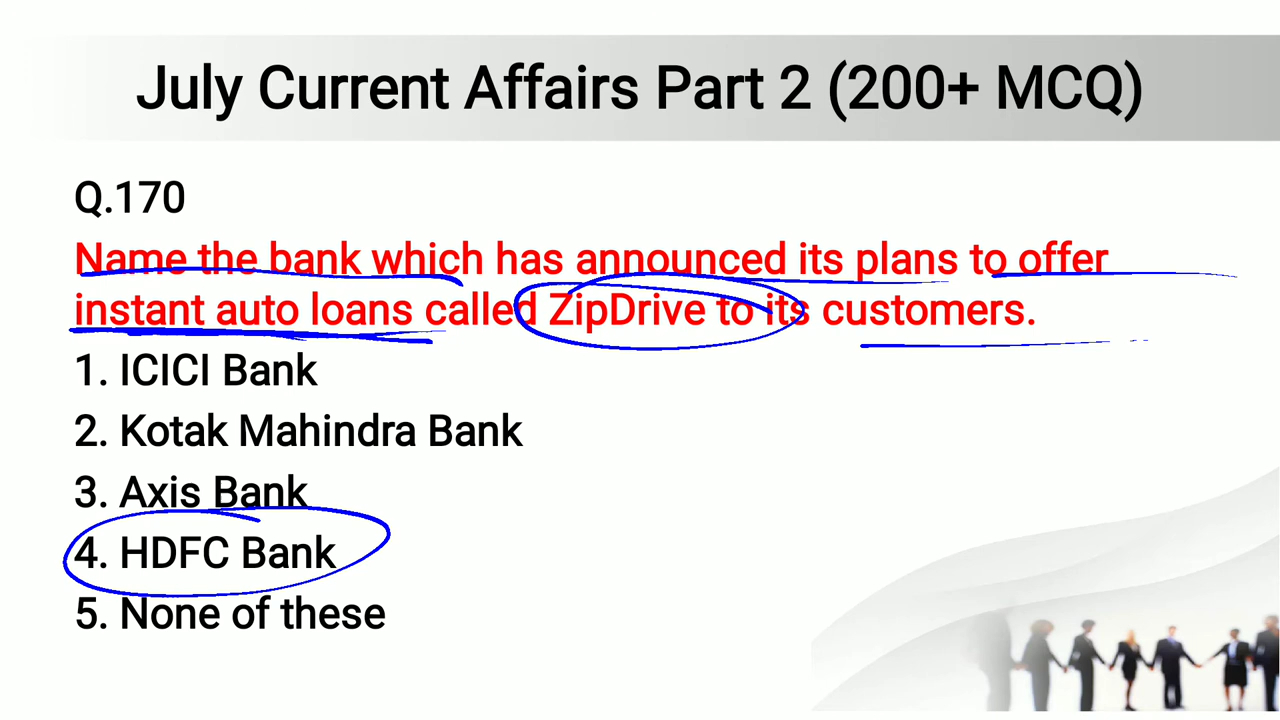 July Current Affairs Part 2 (200+ MCQ)
Q.170
Name the bank which has announced its plans to offer
instant auto loans called ZipDrive to its customers.
1. ICICI Bank
2. Kotak Mahindra Bank
3. Axis Bank
4. HDFC Bank
5. None of these